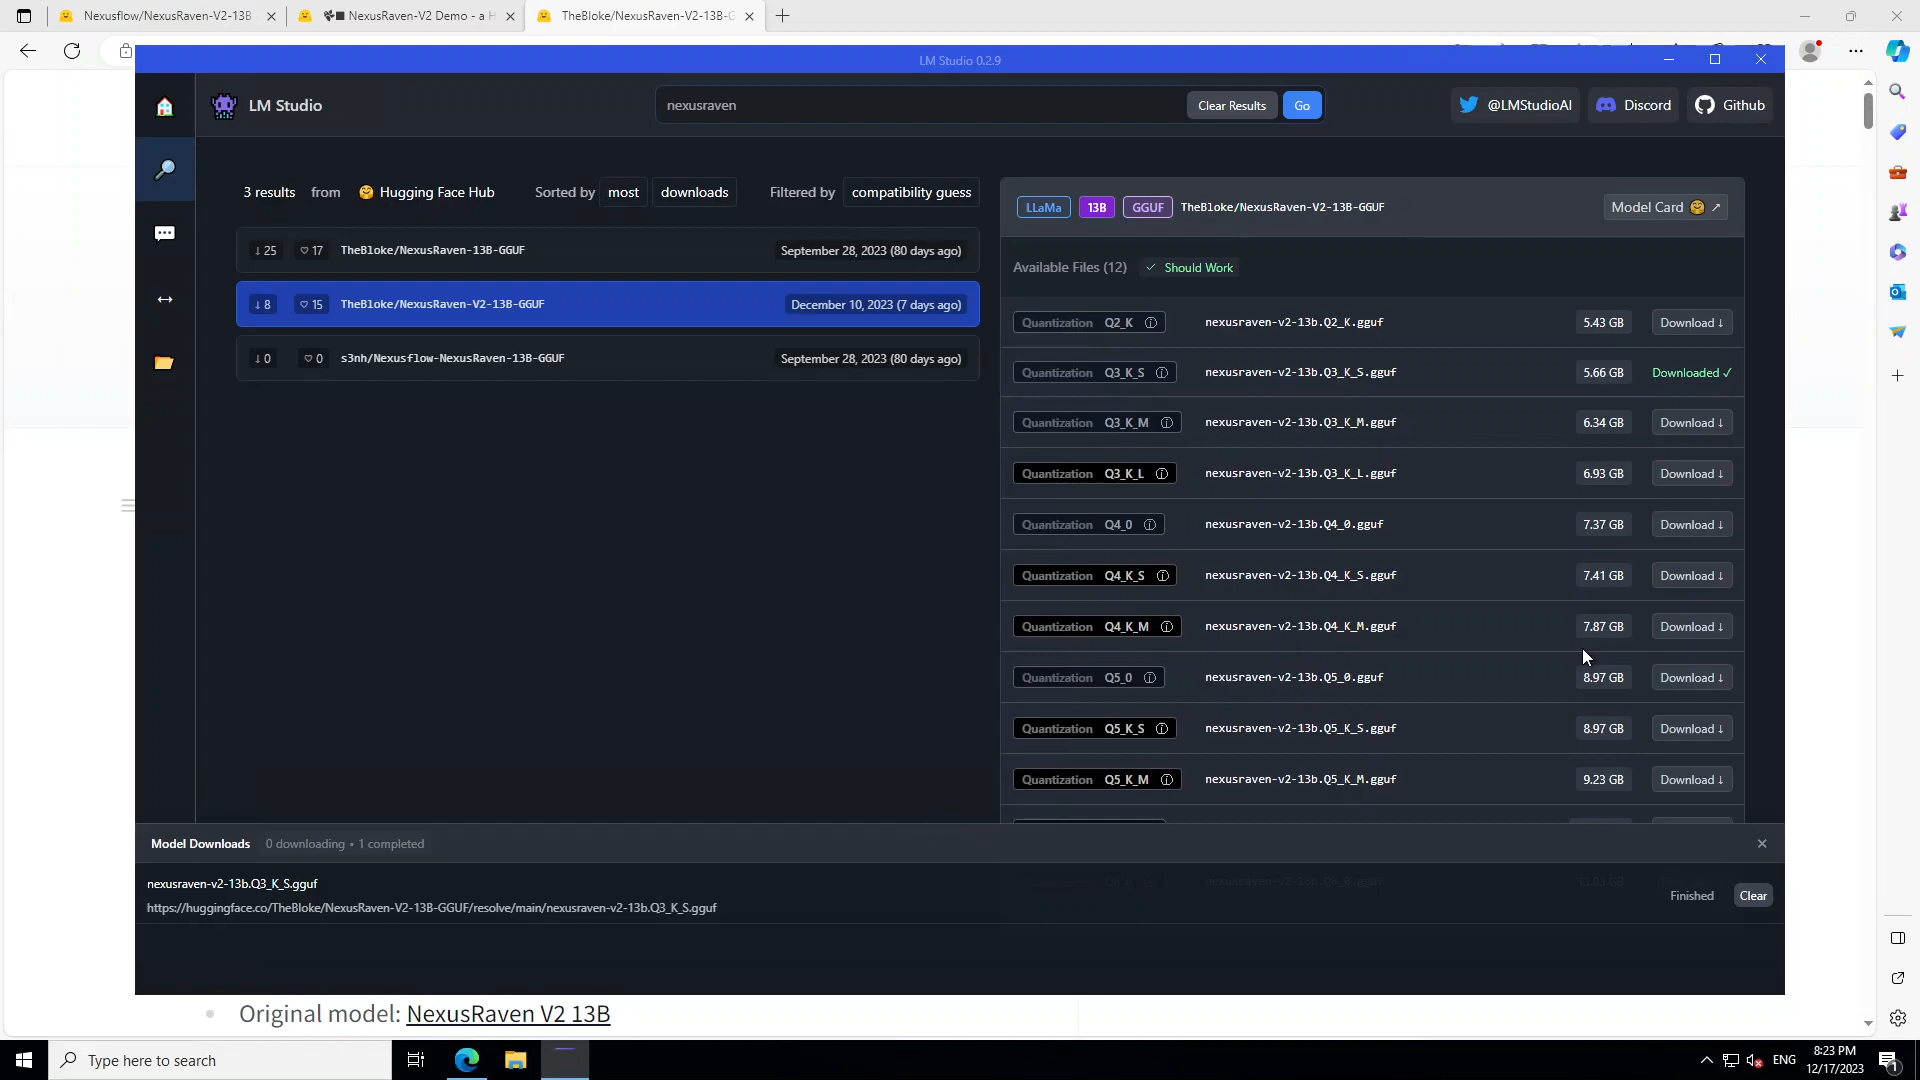 Nexusflow/NexusRaven-V2-13B
NexusRaven-V2 Demo - a H
TheBloke/NexusRaven-V2-13B-G
LM Studio 0.2.9
LM Studio
nexusraven
Clear Results
Go
@LMStudioAI
Discord
Github
3 results from 🤗 Hugging Face Hub
Sorted by most downloads
Filtered by compatibility guess
↓ 25 ♡ 17 TheBloke/NexusRaven-13B-GGUF September 28, 2023 (80 days ago)
↓ 8 ♡ 15 TheBloke/NexusRaven-V2-13B-GGUF December 10, 2023 (7 days ago)
↓ 0 ♡ 0 s3nh/Nexusflow-NexusRaven-13B-GGUF September 28, 2023 (80 days ago)
LLaMa 13B GGUF TheBloke/NexusRaven-V2-13B-GGUF Model Card 🤗 ↗
Available Files (12) ✓ Should Work
Quantization Q2_K ⓘ nexusraven-v2-13b.Q2_K.gguf 5.43 GB Download ↓
Quantization Q3_K_S ⓘ nexusraven-v2-13b.Q3_K_S.gguf 5.66 GB Downloaded ✓
Quantization Q3_K_M ⓘ nexusraven-v2-13b.Q3_K_M.gguf 6.34 GB Download ↓
Quantization Q3_K_L ⓘ nexusraven-v2-13b.Q3_K_L.gguf 6.93 GB Download ↓
Quantization Q4_0 ⓘ nexusraven-v2-13b.Q4_0.gguf 7.37 GB Download ↓
Quantization Q4_K_S ⓘ nexusraven-v2-13b.Q4_K_S.gguf 7.41 GB Download ↓
Quantization Q4_K_M ⓘ nexusraven-v2-13b.Q4_K_M.gguf 7.87 GB Download ↓
Quantization Q5_0 ⓘ nexusraven-v2-13b.Q5_0.gguf 8.97 GB Download ↓
Quantization Q5_K_S ⓘ nexusraven-v2-13b.Q5_K_S.gguf 8.97 GB Download ↓
Quantization Q5_K_M ⓘ nexusraven-v2-13b.Q5_K_M.gguf 9.23 GB Download ↓
Model Downloads 0 downloading • 1 completed
nexusraven-v2-13b.Q3_K_S.gguf
https://huggingface.co/TheBloke/NexusRaven-V2-13B-GGUF/resolve/main/nexusraven-v2-13b.Q3_K_S.gguf
Finished
Clear
Original model: NexusRaven V2 13B
Type here to search
ENG
8:23 PM
12/17/2023
1